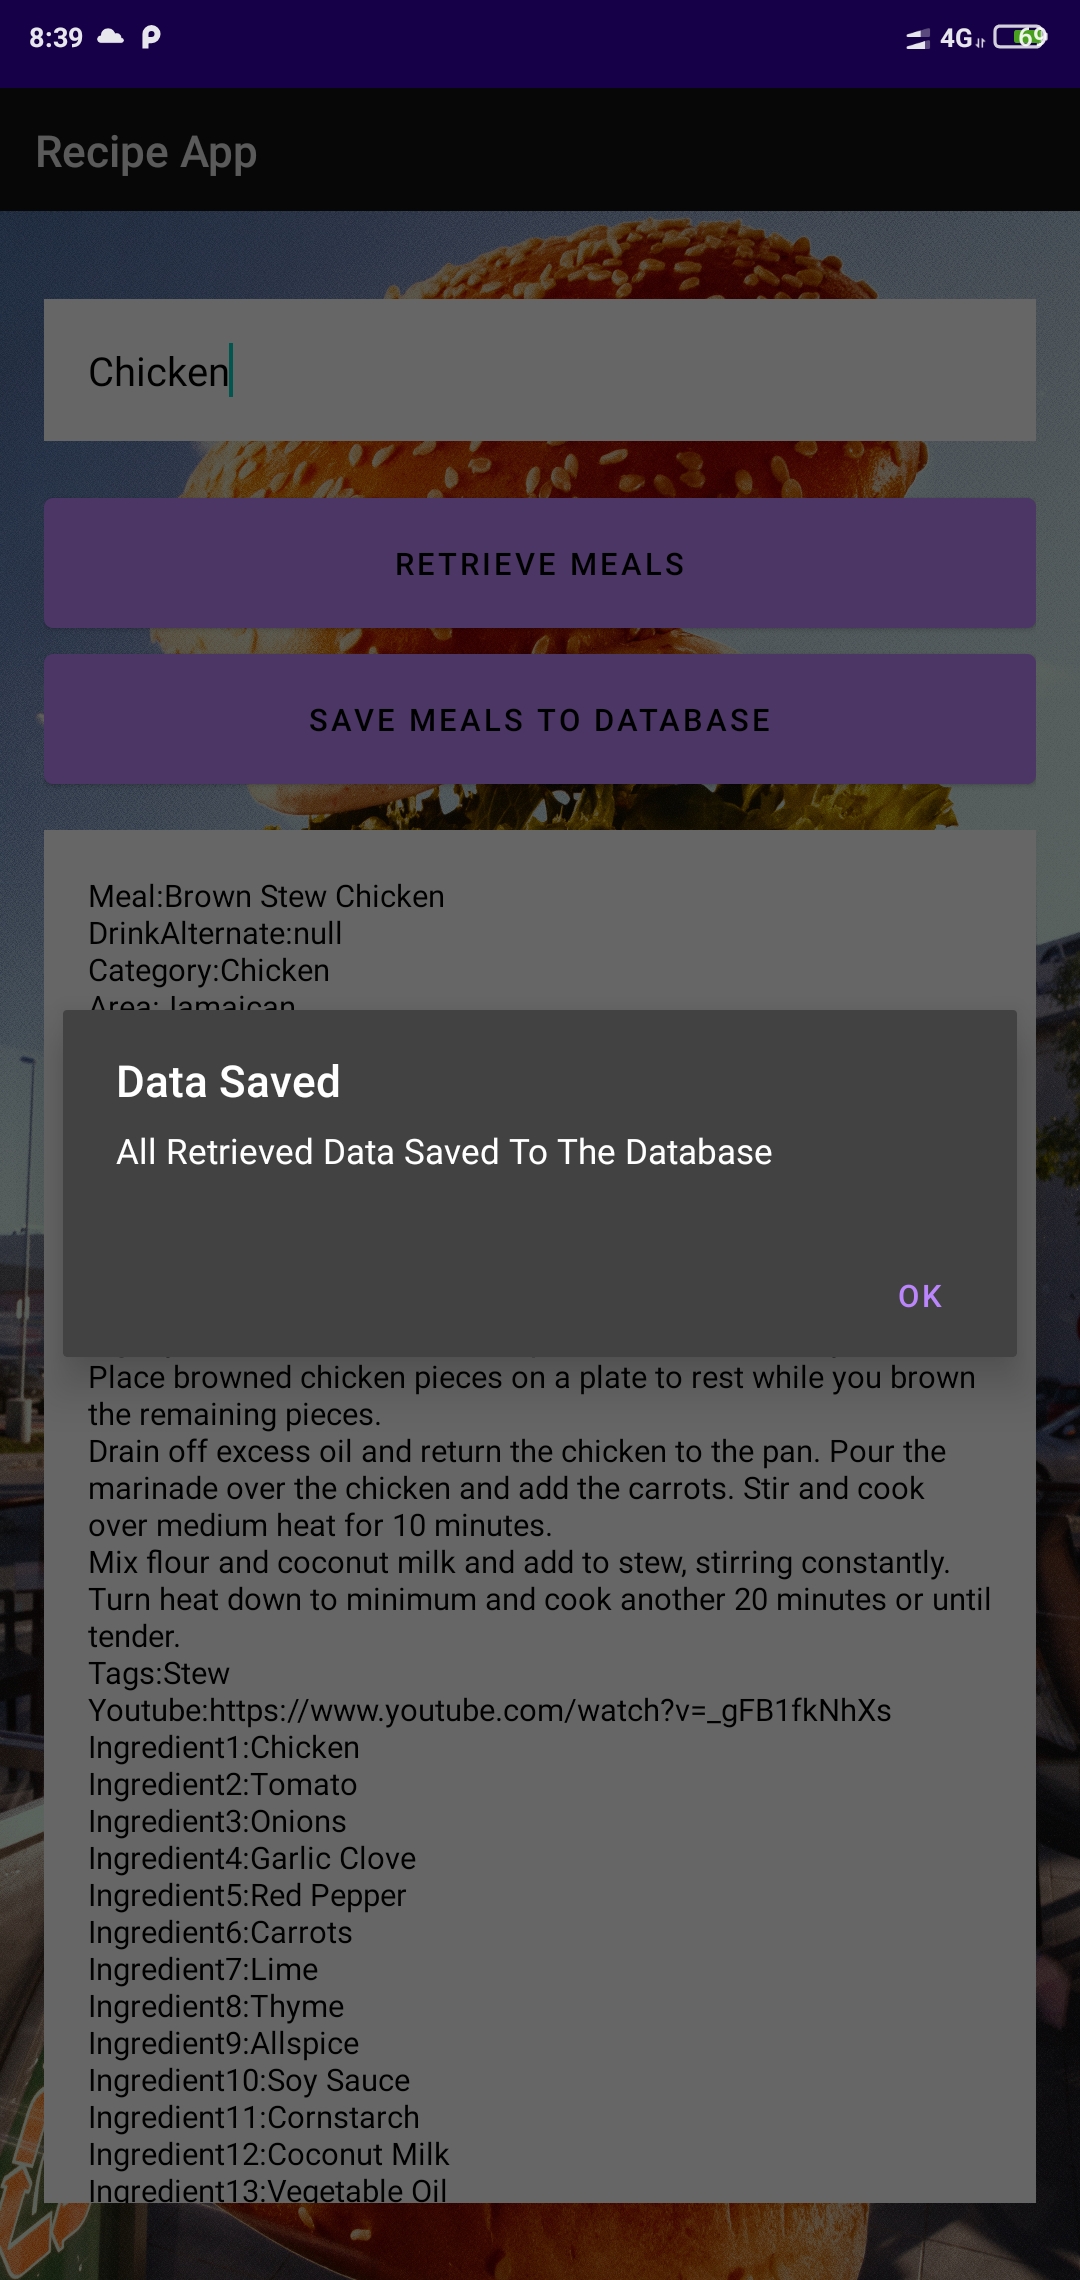 8:39
4G
69
Recipe App
Chicken
RETRIEVE MEALS
SAVE MEALS TO DATABASE
Meal:Brown Stew Chicken
DrinkAlternate:null
Category:Chicken
Area:Jamaican
Data Saved
All Retrieved Data Saved To The Database
OK
Place browned chicken pieces on a plate to rest while you brown
the remaining pieces.
Drain off excess oil and return the chicken to the pan. Pour the
marinade over the chicken and add the carrots. Stir and cook
over medium heat for 10 minutes.
Mix flour and coconut milk and add to stew, stirring constantly.
Turn heat down to minimum and cook another 20 minutes or until
tender.
Tags:Stew
Youtube:https://www.youtube.com/watch?v=_gFB1fkNhXs
Ingredient1:Chicken
Ingredient2:Tomato
Ingredient3:Onions
Ingredient4:Garlic Clove
Ingredient5:Red Pepper
Ingredient6:Carrots
Ingredient7:Lime
Ingredient8:Thyme
Ingredient9:Allspice
Ingredient10:Soy Sauce
Ingredient11:Cornstarch
Ingredient12:Coconut Milk
Ingredient13:Vegetable Oil